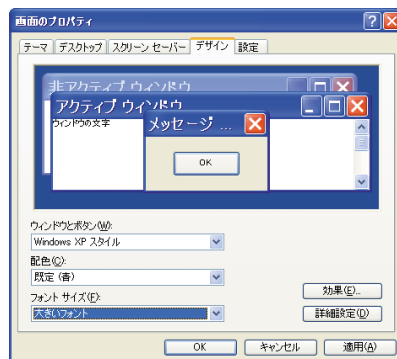 画面のプロパティ
テーマ デスクトップ スクリーン セーバー デザイン 設定
非アクティブ ウィンドウ
アクティブ ウィンドウ
ウィンドウの文字
メッセージ ...
OK
ウィンドウとボタン(W):
Windows XP スタイル
配色(C):
既定 (青)
フォント サイズ(F):
大きいフォント
効果(E)...
詳細設定(D)
OK キャンセル 適用(A)